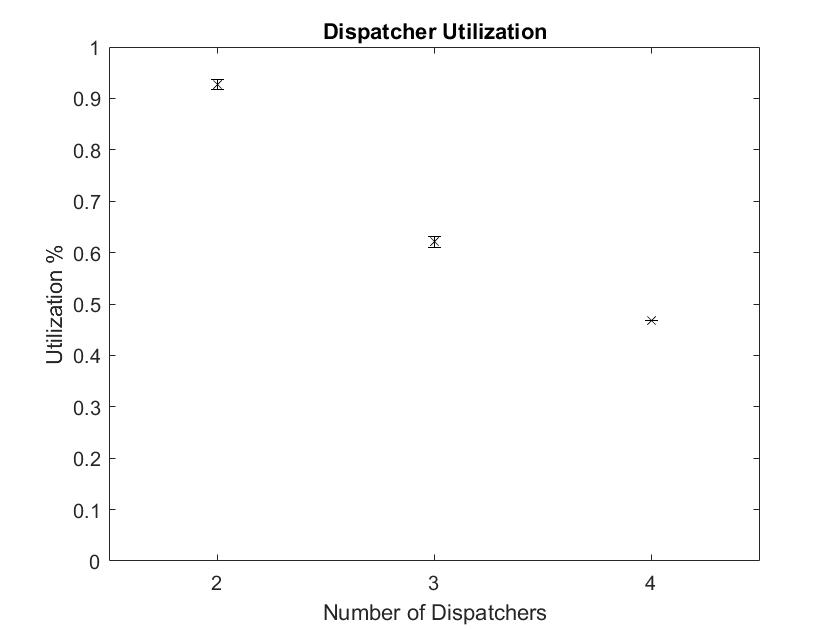 Dispatcher Utilization
1
0.9
0.8
0.7
0.6
0.5
0.4
0.3
0.2
0.1
0
Utilization %
2 3 4
Number of Dispatchers